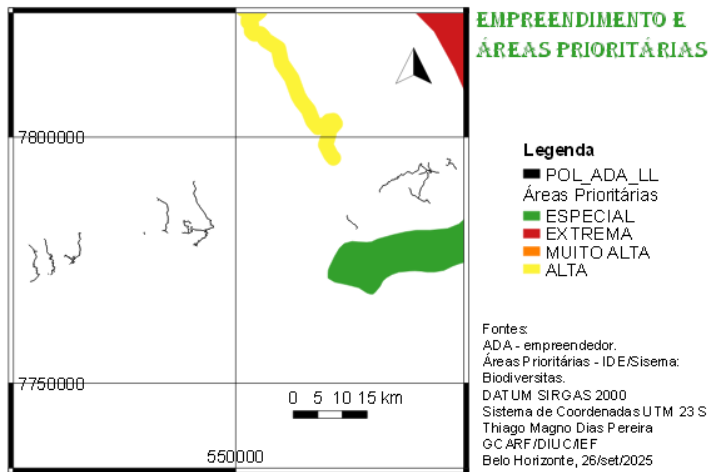 EMPREENDIMENTO E
ÁREAS PRIORITÁRIAS
7800000
7750000
550000
0 5 10 15 km
Legenda
POL_ADA_LL
Áreas Prioritárias
ESPECIAL
EXTREMA
MUITO ALTA
ALTA
Fontes:
ADA - empreendedor.
Áreas Prioritárias - IDE/Sisema:
Biodiversitas.
DATUM SIRGAS 2000
Sistema de Coordenadas UTM 23 S
Thiago Magno Dias Pereira
GCARF/DIUC/IEF
Belo Horizonte, 26/set/2025